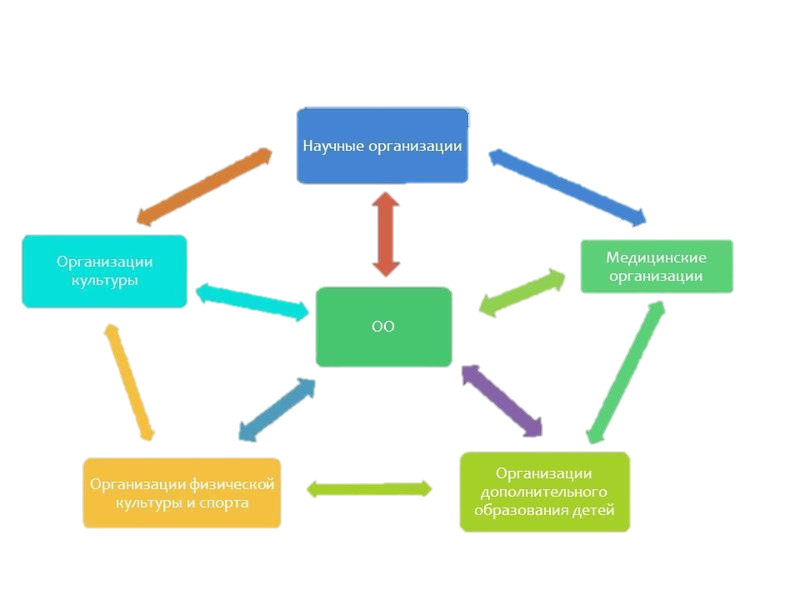 Научные организации
Организации
культуры
Медицинские
организации
ОО
Организации физической
культуры и спорта
Организации
дополнительного
образования детей